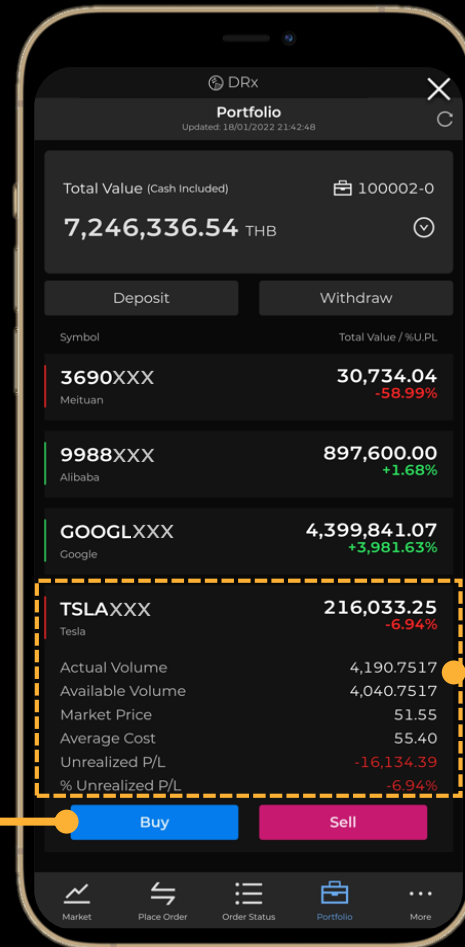 DRx
Portfolio
Updated: 18/01/2022 21:42:48
Total Value (Cash Included) 100002-0
7,246,336.54 THB
Deposit Withdraw
Symbol Total Value / %U.PL
3690XXX 30,734.04
Meituan -58.99%
9988XXX 897,600.00
Alibaba +1.68%
GOOGLXXX 4,399,841.07
Google +3,981.63%
TSLAXXX 216,033.25
Tesla -6.94%
Actual Volume 4,190.7517
Available Volume 4,040.7517
Market Price 51.55
Average Cost 55.40
Unrealized P/L -16,134.39
% Unrealized P/L -6.94%
Buy Sell
Market Place Order Order Status Portfolio More